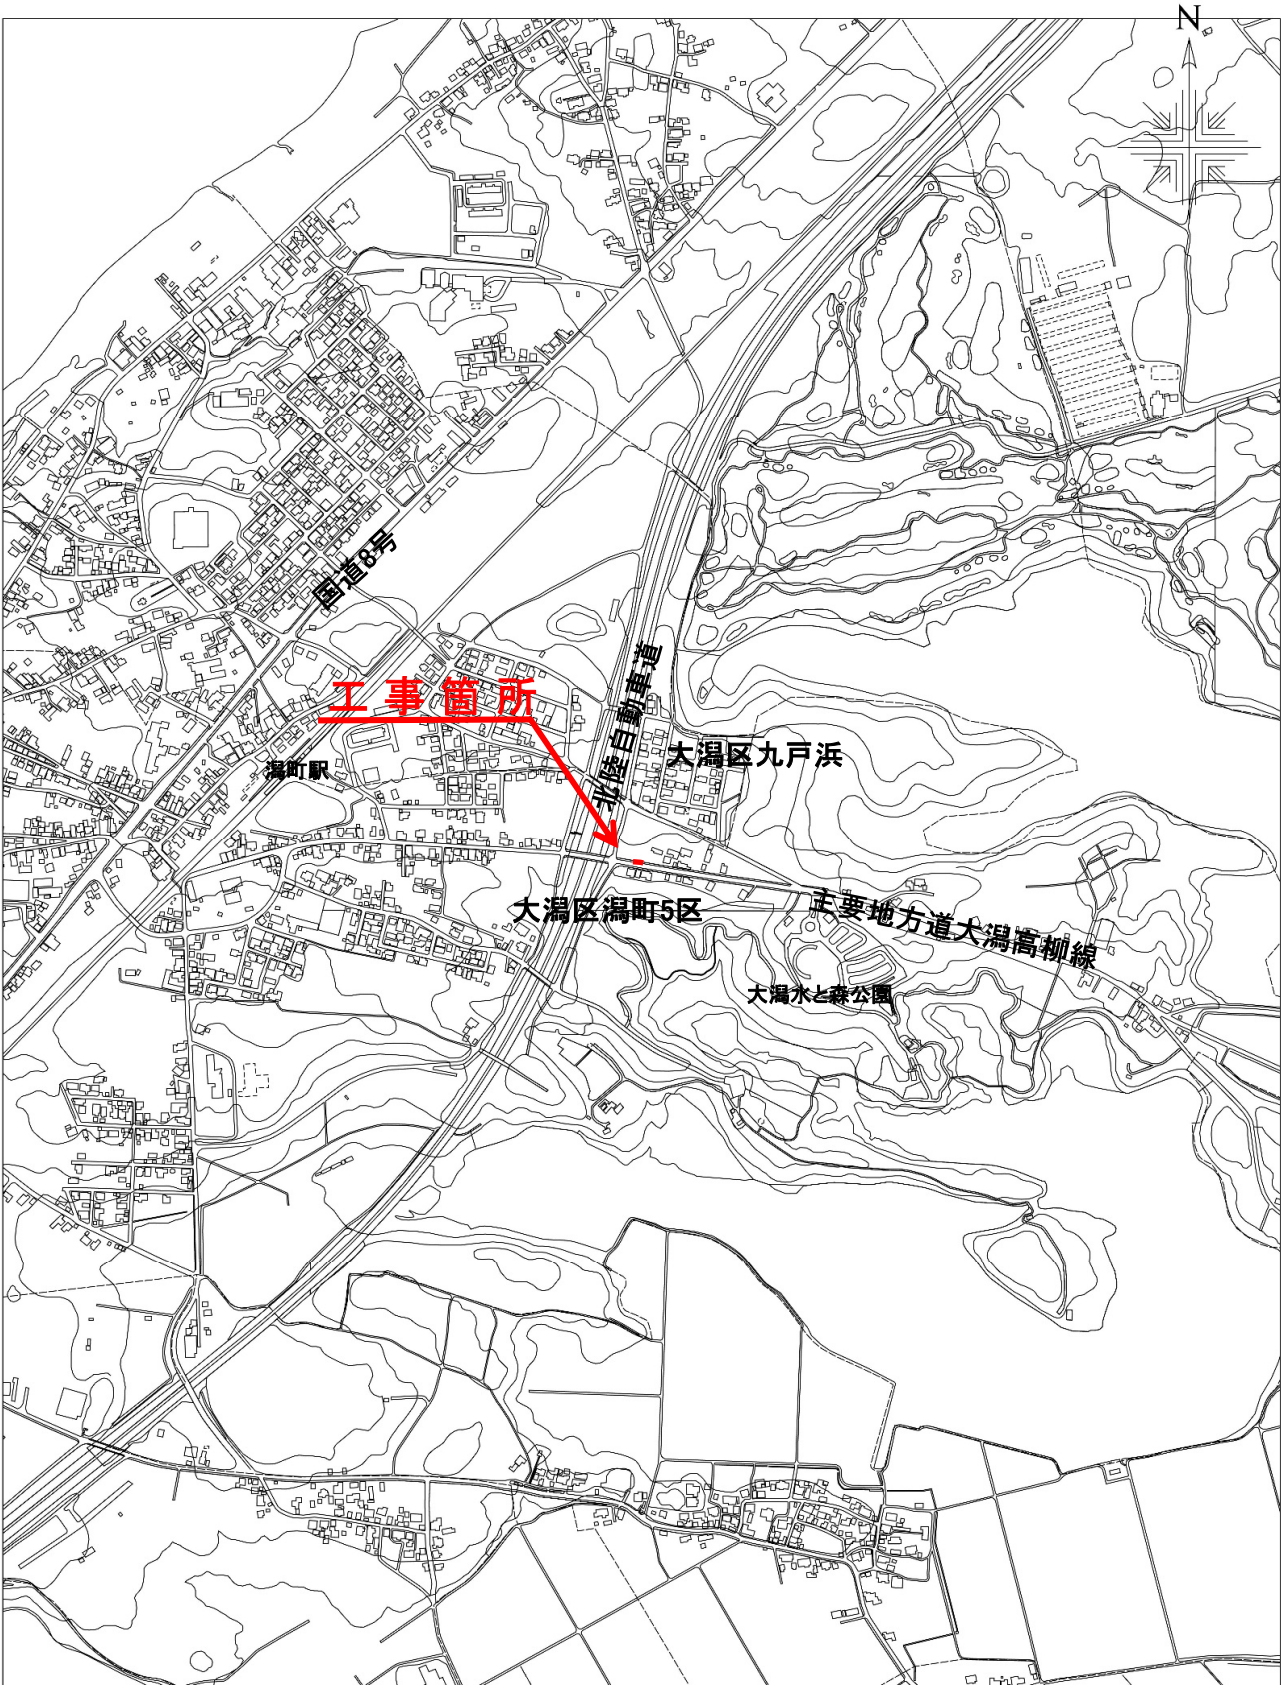 N
国道8号
北陸自動車道
工事箇所
大潟区九戸浜
潟町駅
大潟区潟町5区
主要地方道大潟高柳線
大潟水と森公園